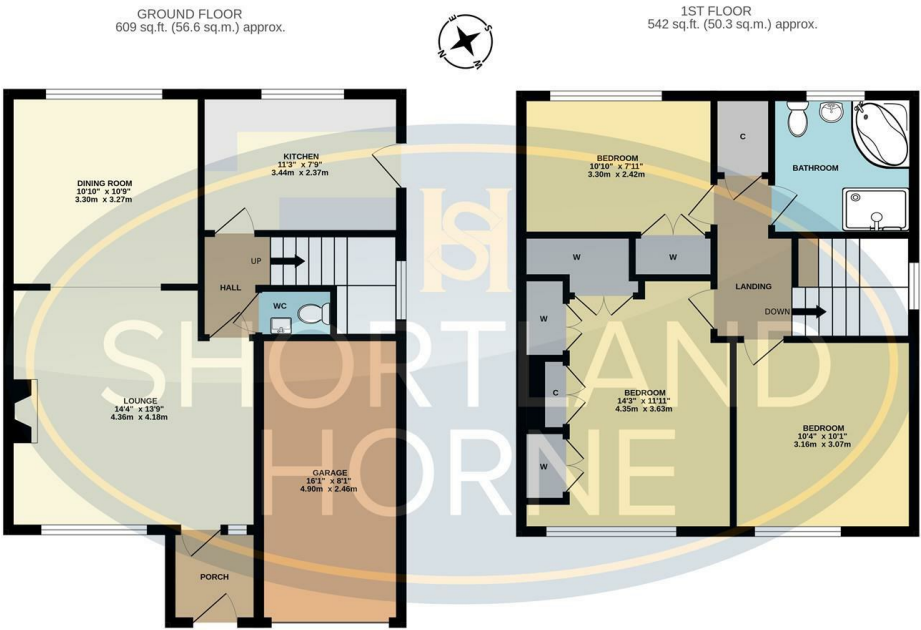 GROUND FLOOR
609 sq.ft. (56.6 sq.m.) approx.
1ST FLOOR
542 sq.ft. (50.3 sq.m.) approx.
N
E
S
W
DINING ROOM
10'10" x 10'9"
3.30m x 3.27m
KITCHEN
11'3" x 7'9"
3.44m x 2.37m
UP
HALL
WC
LOUNGE
14'4" x 13'9"
4.36m x 4.18m
GARAGE
16'1" x 8'1"
4.90m x 2.46m
PORCH
BEDROOM
10'10" x 7'11"
3.30m x 2.42m
C
BATHROOM
W
W
W
LANDING
DOWN
C
W
BEDROOM
14'3" x 11'11"
4.35m x 3.63m
BEDROOM
10'4" x 10'1"
3.16m x 3.07m
SH
SHORTLAND
HORNE